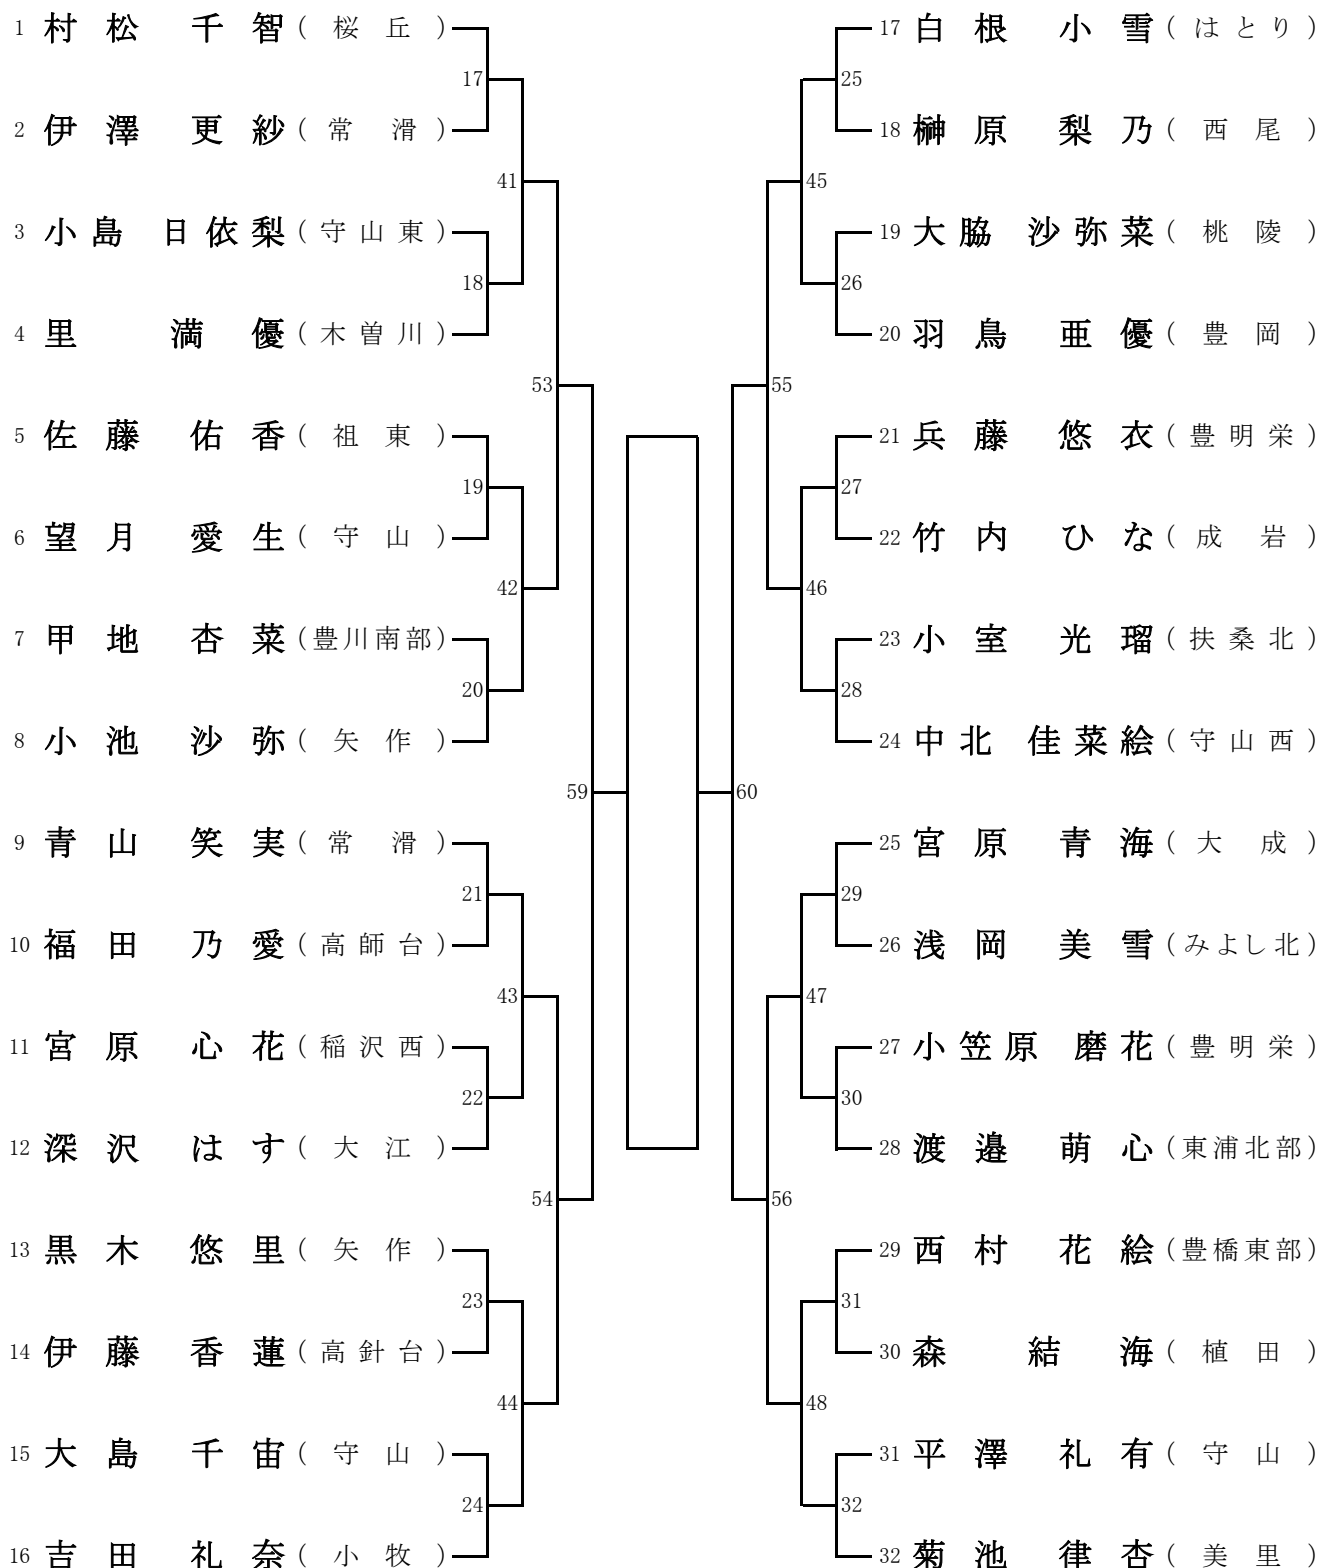 1 村松 千智 (桜丘)
17
2 伊澤 更紗 (常滑)
41
3 小島 日依梨 (守山東)
18
4 里 満優 (木曽川)
53
5 佐藤 佑香 (祖東)
19
6 望月 愛生 (守山)
42
7 甲地 杏菜 (豊川南部)
20
8 小池 沙弥 (矢作)
59
9 青山 笑実 (常滑)
21
10 福田 乃愛 (高師台)
43
11 宮原 心花 (稲沢西)
22
12 深沢 はす (大江)
54
13 黒木 悠里 (矢作)
23
14 伊藤 香蓮 (高針台)
44
15 大島 千宙 (守山)
24
16 吉田 礼奈 (小牧)
17 白根 小雪 (はとり)
25
18 榊原 梨乃 (西尾)
45
19 大脇 沙弥菜 (桃陵)
26
20 羽鳥 亜優 (豊岡)
55
21 兵藤 悠衣 (豊明栄)
27
22 竹内 ひな (成岩)
46
23 小室 光瑠 (扶桑北)
28
24 中北 佳菜絵 (守山西)
60
25 宮原 青海 (大成)
29
26 浅岡 美雪 (みよし北)
47
27 小笠原 磨花 (豊明栄)
30
28 渡邉 萌心 (東浦北部)
56
29 西村 花絵 (豊橋東部)
31
30 森 結海 (植田)
48
31 平澤 礼有 (守山)
32
32 菊池 律杏 (美里)